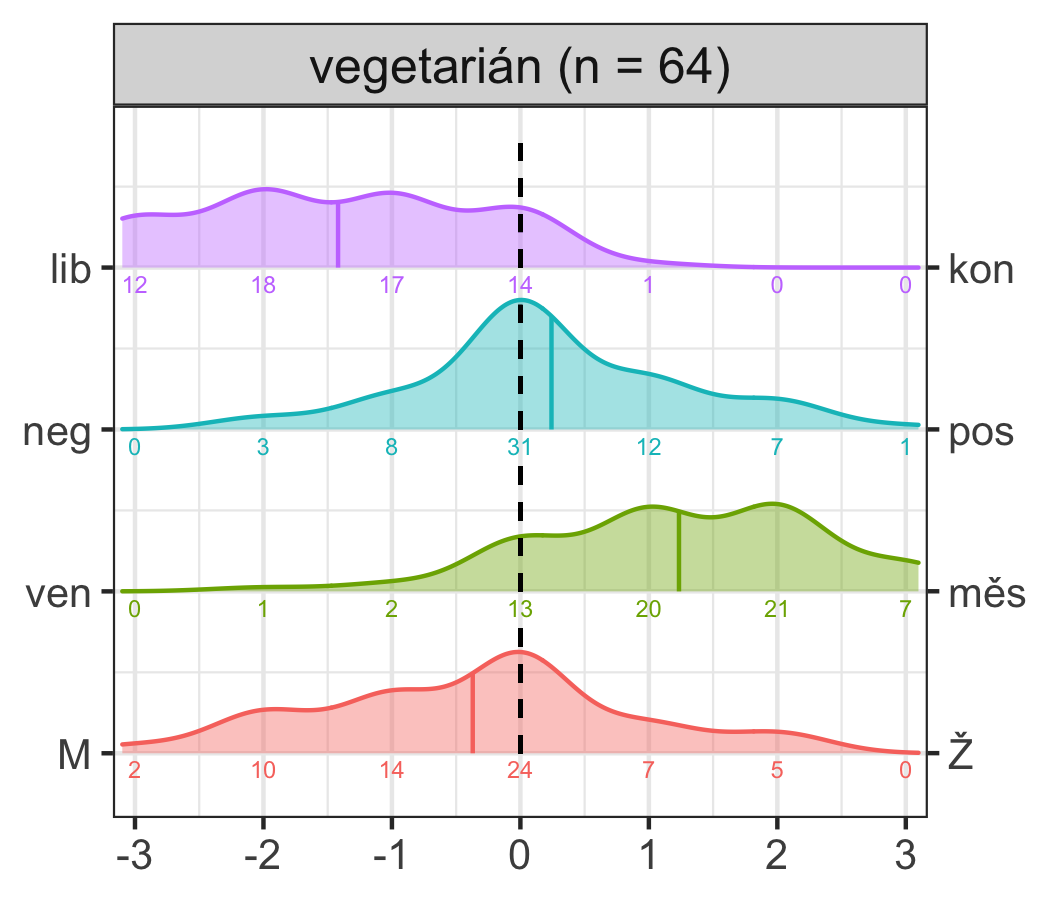 vegetarián (n = 64)
lib kon
12 18 17 14 1 0 0
neg pos
0 3 8 31 12 7 1
ven měs
0 1 2 13 20 21 7
M Ž
2 10 14 24 7 5 0
-3 -2 -1 0 1 2 3